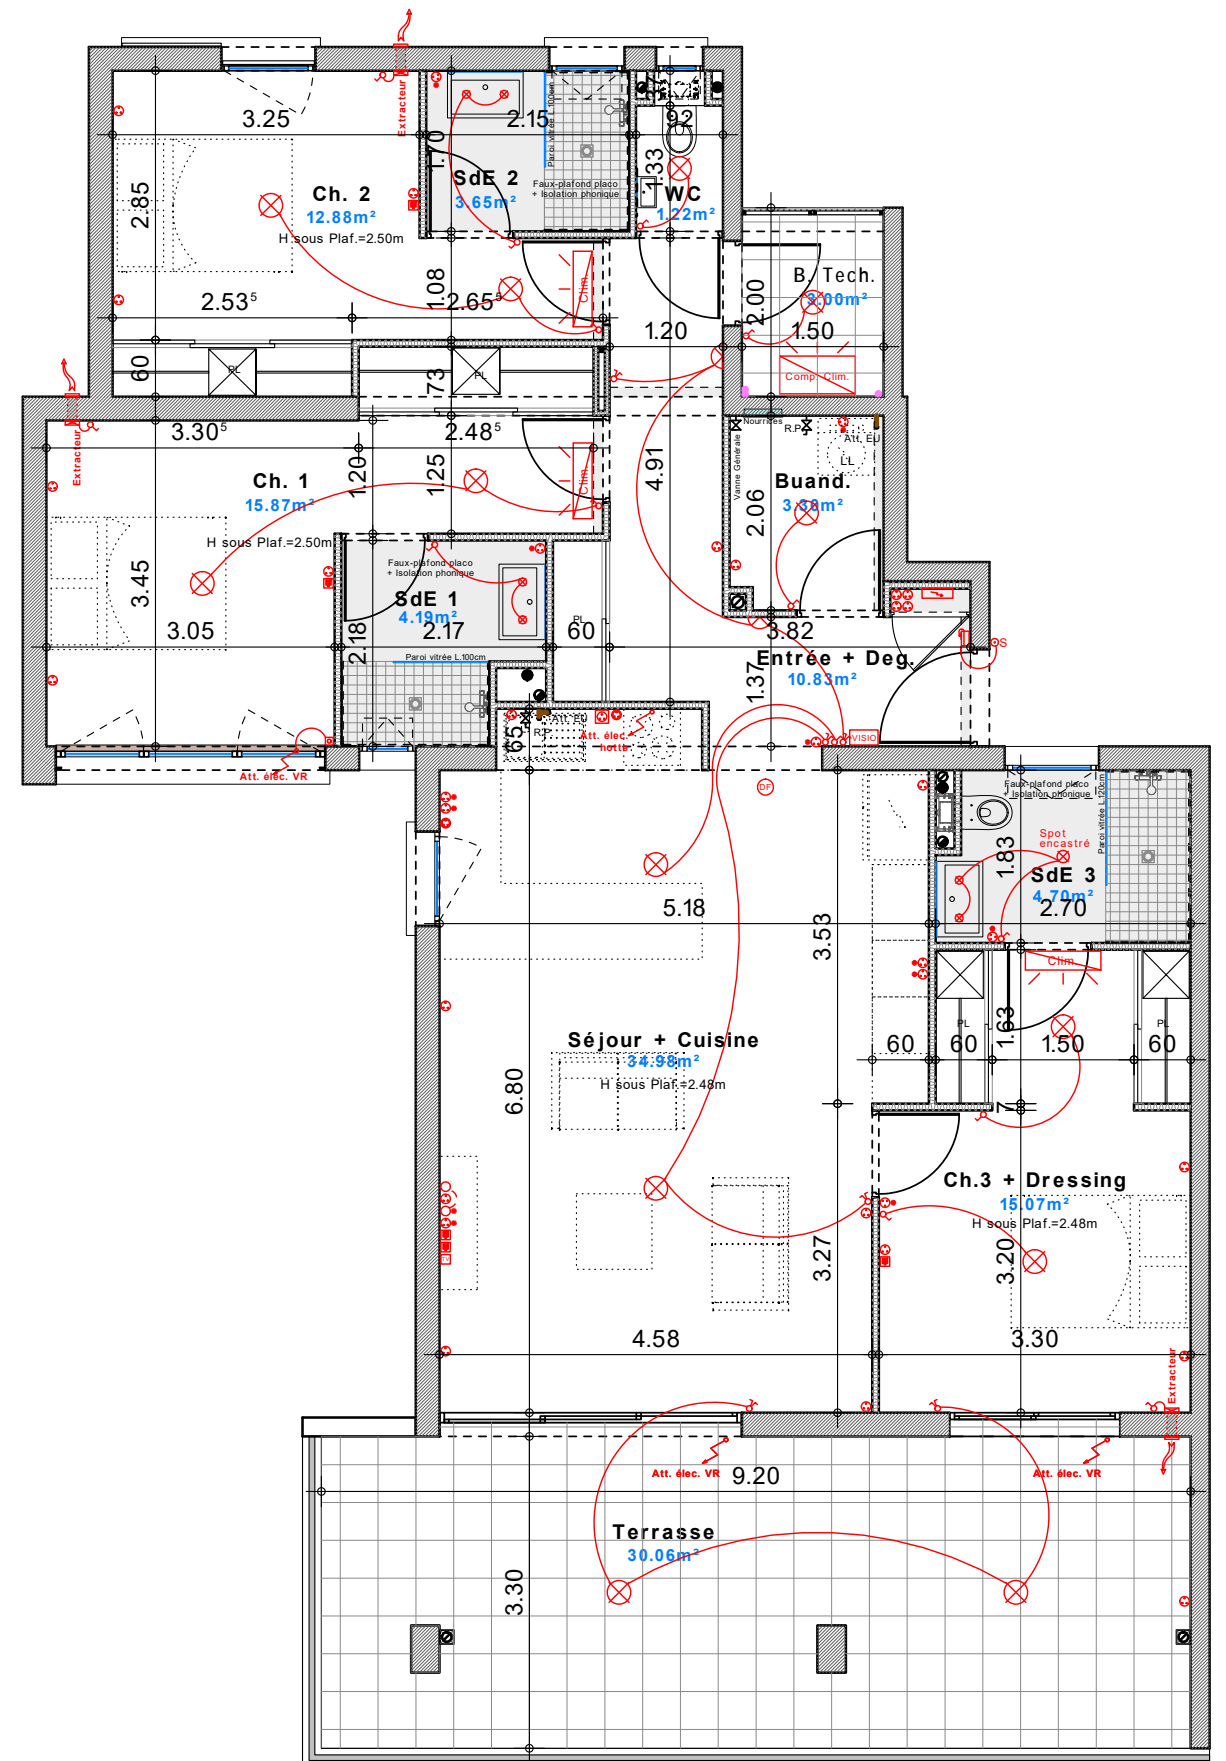 Extracteur
3.25
2.15
92
37
Paroi vitrée L.100cm
1.70
1.33
SdE 2
3.65m²
Faux-plafond placo
+ Isolation phonique
WC
1.22m²
2.85
Ch. 2
12.88m²
H sous Plaf.=2.50m
B. Tech.
3.00m²
2.53⁵
1.08
2.65⁵
Clim.
2.00
1.20
1.50
60
PL
73
PL
Comp. Clim.
Extracteur
3.30⁵
2.48⁵
Nourrices
R.P
Att. EU
LL
Vanne Générale
Ch. 1
15.87m²
1.20
1.25
Clim.
4.91
Buand.
2.06
H sous Plaf.=2.50m
Faux-plafond placo
+ Isolation phonique
3.45
SdE 1
4.19m²
3.05
2.18
2.17
PL
60
3.82
S
Paroi vitrée L.100cm
Entrée + Deg.
10.83m²
1.37
Att. EU
R.P
65
Att. élec.
hotte
VISIO
Att. élec. VR
DF
Faux-plafond placo
+ Isolation phonique
Paroi vitrée L.120cm
Spot
encastré
1.83
SdE 3
4.70m²
5.18
2.70
3.53
Clim.
PL
PL
1.63
Séjour + Cuisine
34.98m²
60
60
1.50
60
H sous Plaf.=2.48m
6.80
7
Ch.3 + Dressing
15.07m²
H sous Plaf.=2.48m
3.27
3.20
4.58
3.30
Extracteur
Att. élec. VR
9.20
Att. élec. VR
Terrasse
30.06m²
3.30